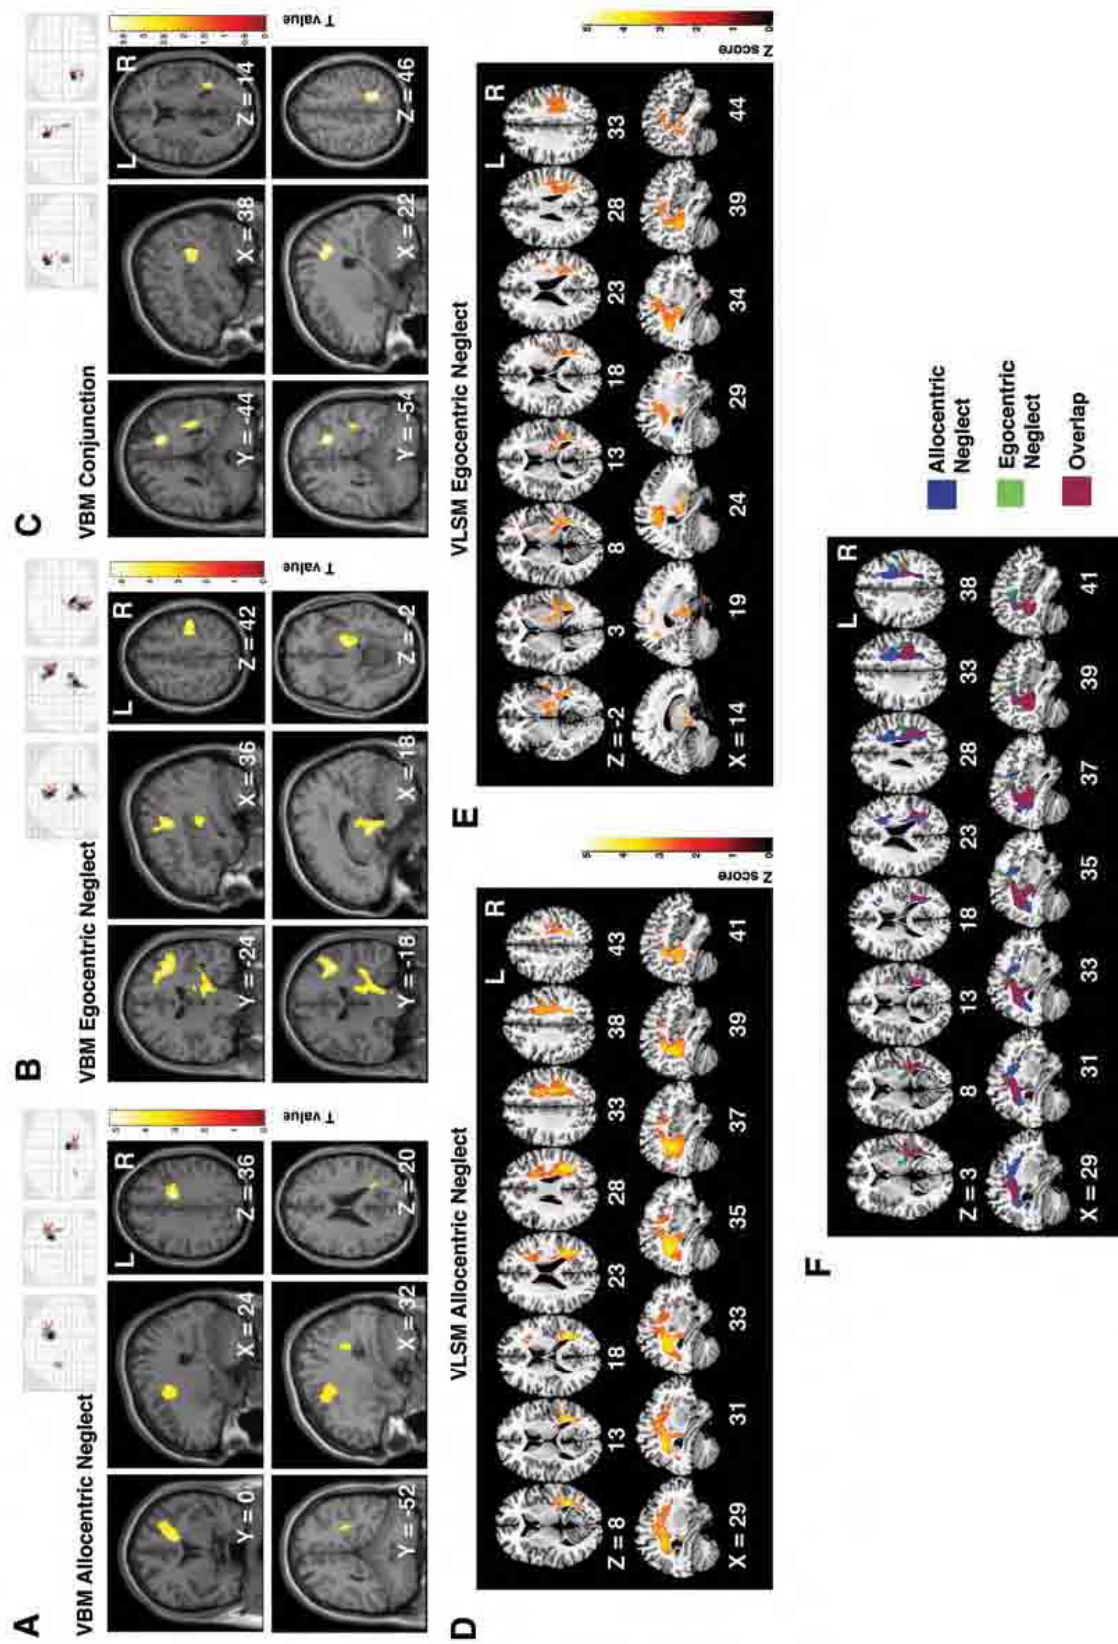 A
VBM Allocentric Neglect
L R
Y = 0 X = 24 Z = 36
Y = -52 X = 32 Z = 20
T value
B
VBM Egocentric Neglect
L R
Y = -24 X = 36 Z = 42
Y = -18 X = 18 Z = -2
T value
C
VBM Conjunction
L R
Y = -44 X = 38 Z = 14
Y = -54 X = 22 Z = 46
T value
D
VLSM Allocentric Neglect
L R
Z = 8 13 18 23 28 33 38 43
X = 29 31 33 35 37 39 41
Z score
E
VLSM Egocentric Neglect
L R
Z = -2 3 8 13 18 23 28 33
X = 14 19 24 29 34 39 44
Z score
F
L R
Z = 3 8 13 18 23 28 33 38
X = 29 31 33 35 37 39 41
Allocentric
Neglect
Egocentric
Neglect
Overlap